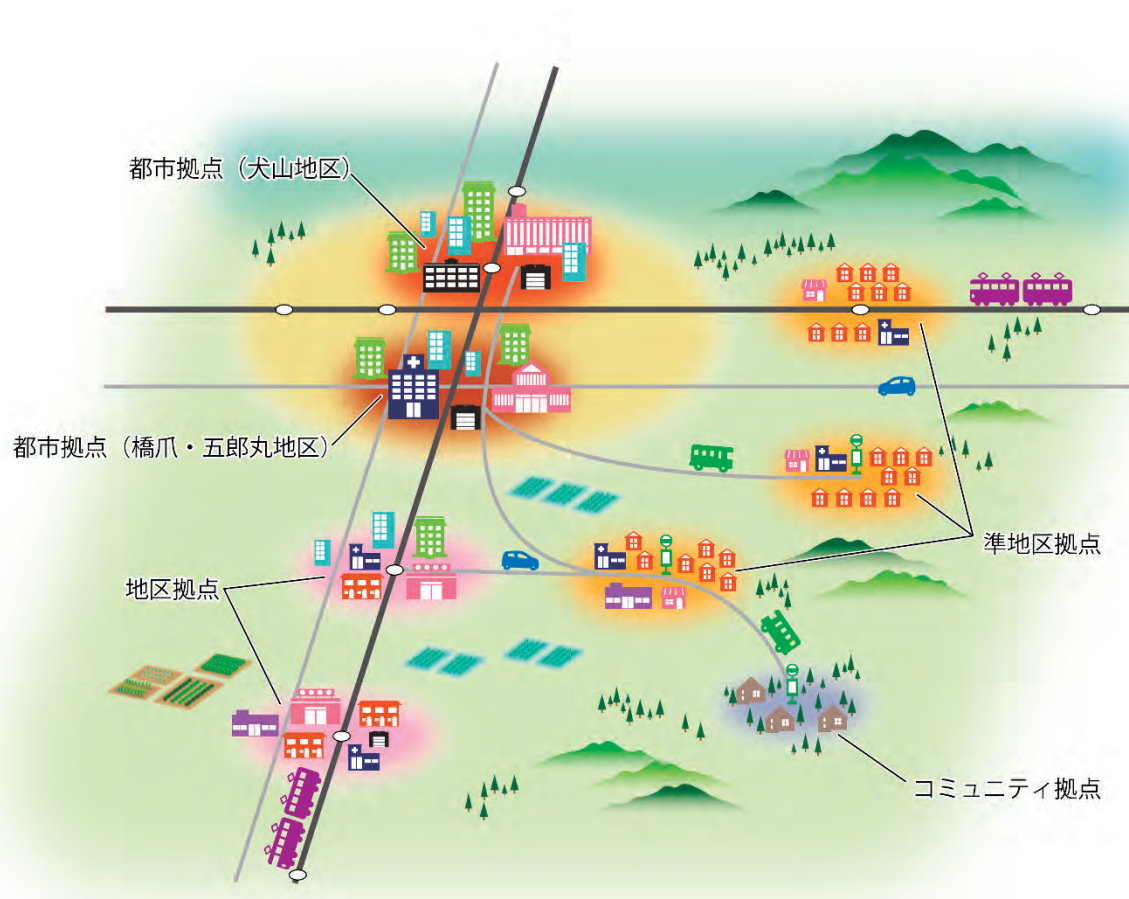 都市拠点（犬山地区）
都市拠点（橋爪・五郎丸地区）
準地区拠点
地区拠点
コミュニティ拠点